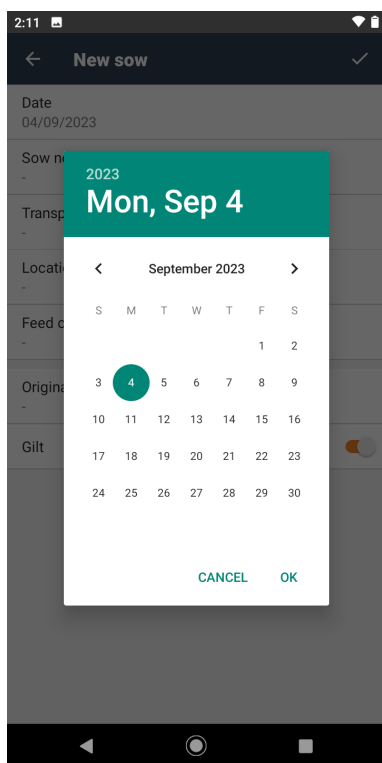 2:11
New sow
Date
04/09/2023
Sow n
-
Transp
-
Locati
-
Feed c
-
Origina
-
Gilt
2023
Mon, Sep 4
September 2023
S M T W T F S
1 2
3 4 5 6 7 8 9
10 11 12 13 14 15 16
17 18 19 20 21 22 23
24 25 26 27 28 29 30
CANCEL OK